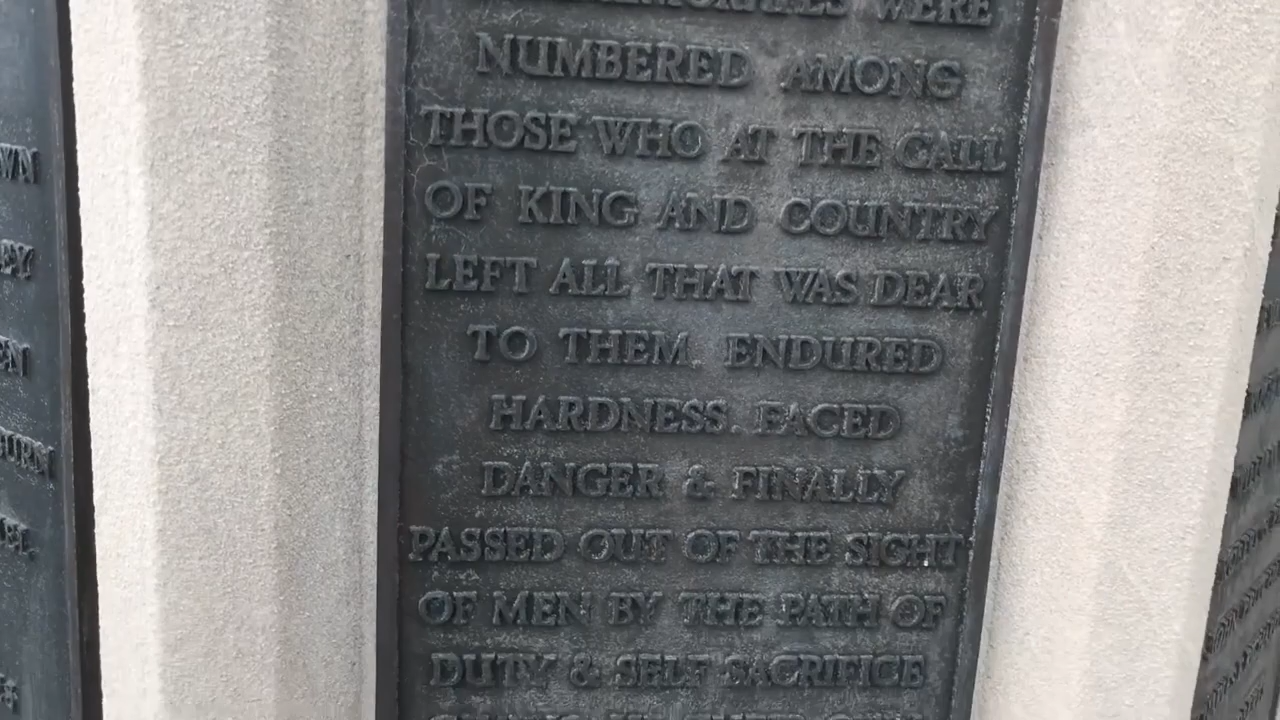 WERE
NUMBERED AMONG
THOSE WHO AT THE CALL
OF KING AND COUNTRY
LEFT ALL THAT WAS DEAR
TO THEM, ENDURED
HARDNESS, FACED
DANGER & FINALLY
PASSED OUT OF THE SIGHT
OF MEN BY THE PATH OF
DUTY & SELF SACRIFICE